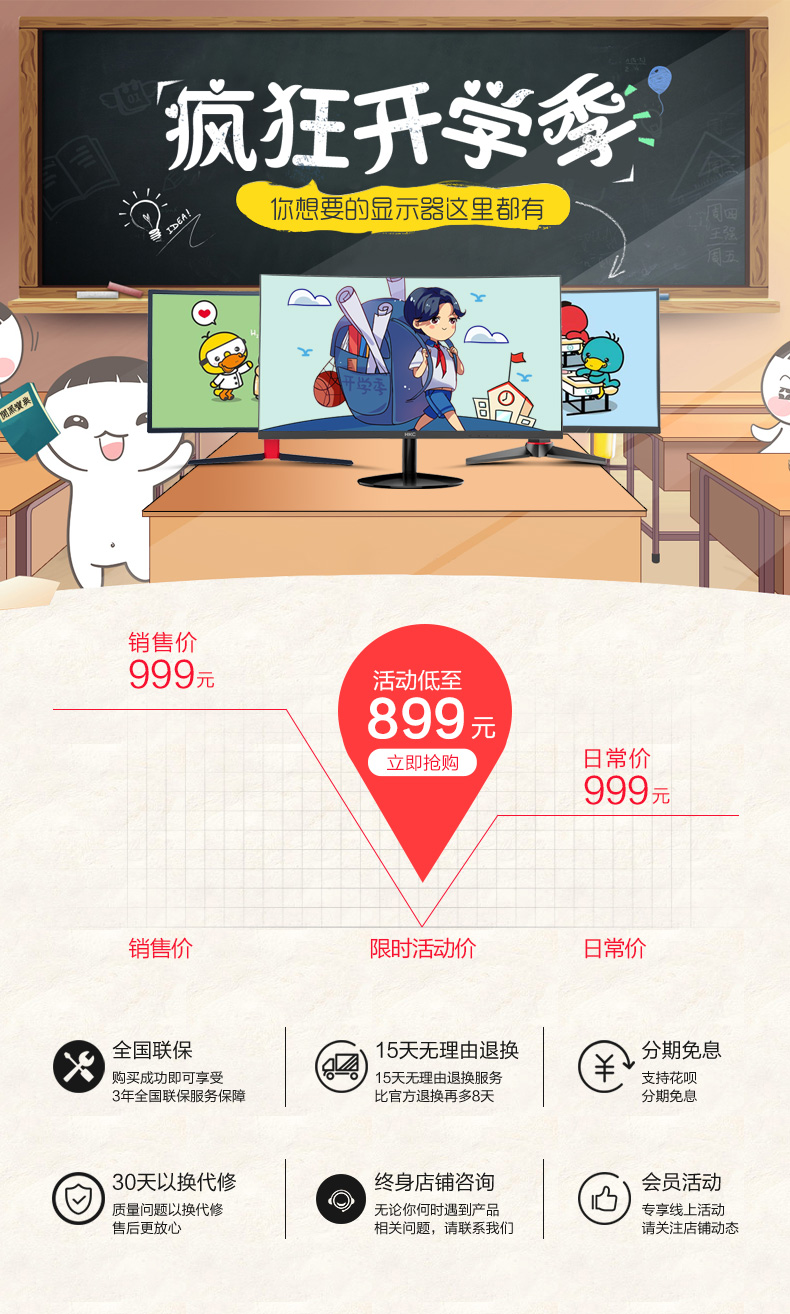 疯狂开学季
你想要的显示器这里都有
IDEA!
周四
开学季
HKC
销售价
999元
活动低至
899元
立即抢购
日常价
999元
销售价
限时活动价
日常价
全国联保
购买成功即可享受
3年全国联保服务保障
15天无理由退换
15天无理由退换服务
比官方退换再多8天
分期免息
支持花呗
分期免息
30天以换代修
质量问题以换代修
售后更放心
终身店铺咨询
无论你何时遇到产品
相关问题，请联系我们
会员活动
专享线上活动
请关注店铺动态